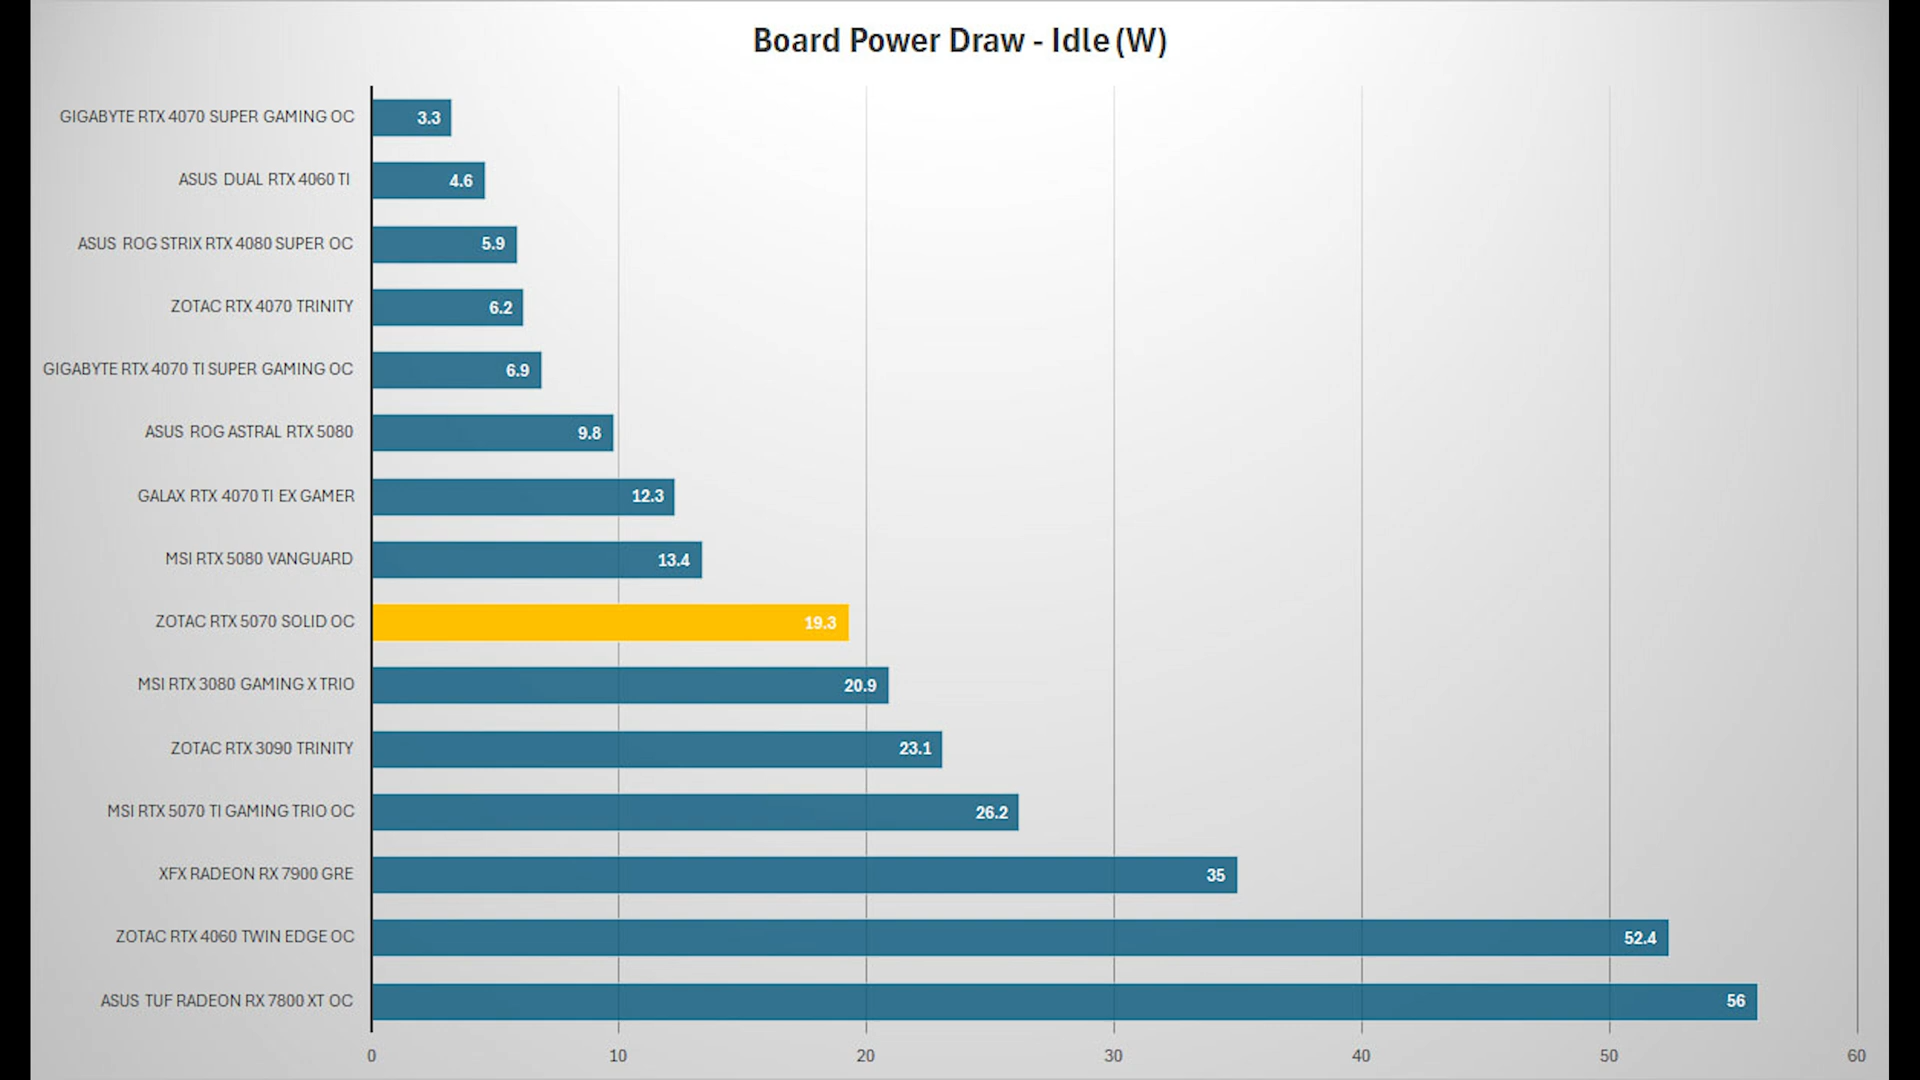 Board Power Draw - Idle (W)
GIGABYTE RTX 4070 SUPER GAMING OC 3.3
ASUS DUAL RTX 4060 TI 4.6
ASUS ROG STRIX RTX 4080 SUPER OC 5.9
ZOTAC RTX 4070 TRINITY 6.2
GIGABYTE RTX 4070 TI SUPER GAMING OC 6.9
ASUS ROG ASTRAL RTX 5080 9.8
GALAX RTX 4070 TI EX GAMER 12.3
MSI RTX 5080 VANGUARD 13.4
ZOTAC RTX 5070 SOLID OC 19.3
MSI RTX 3080 GAMING X TRIO 20.9
ZOTAC RTX 3090 TRINITY 23.1
MSI RTX 5070 TI GAMING TRIO OC 26.2
XFX RADEON RX 7900 GRE 35
ZOTAC RTX 4060 TWIN EDGE OC 52.4
ASUS TUF RADEON RX 7800 XT OC 56
0 10 20 30 40 50 60